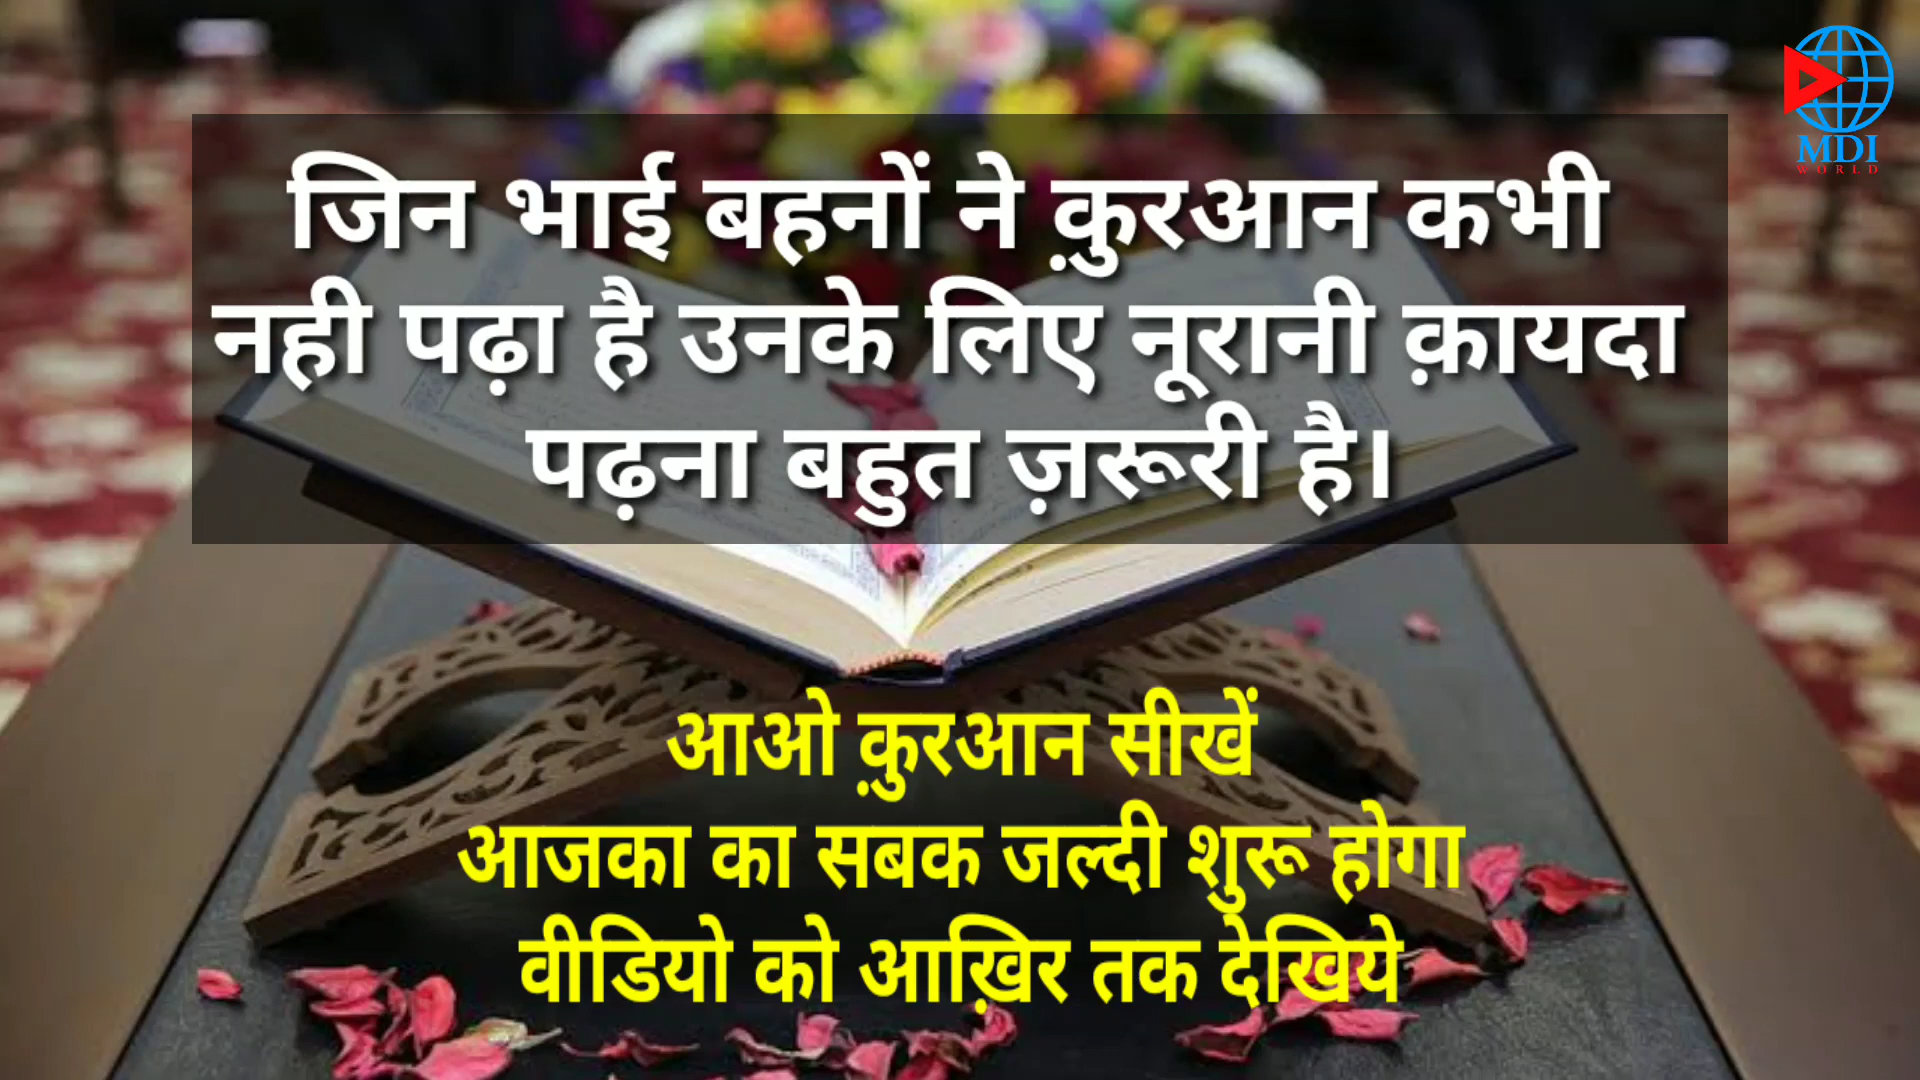 MDI
WORLD
जिन भाई बहनों ने क़ुरआन कभी
नही पढ़ा है उनके लिए नूरानी क़ायदा
पढ़ना बहुत ज़रूरी है।
आओ क़ुरआन सीखें
आजका का सबक जल्दी शुरू होगा
वीडियो को आख़िर तक देखिये